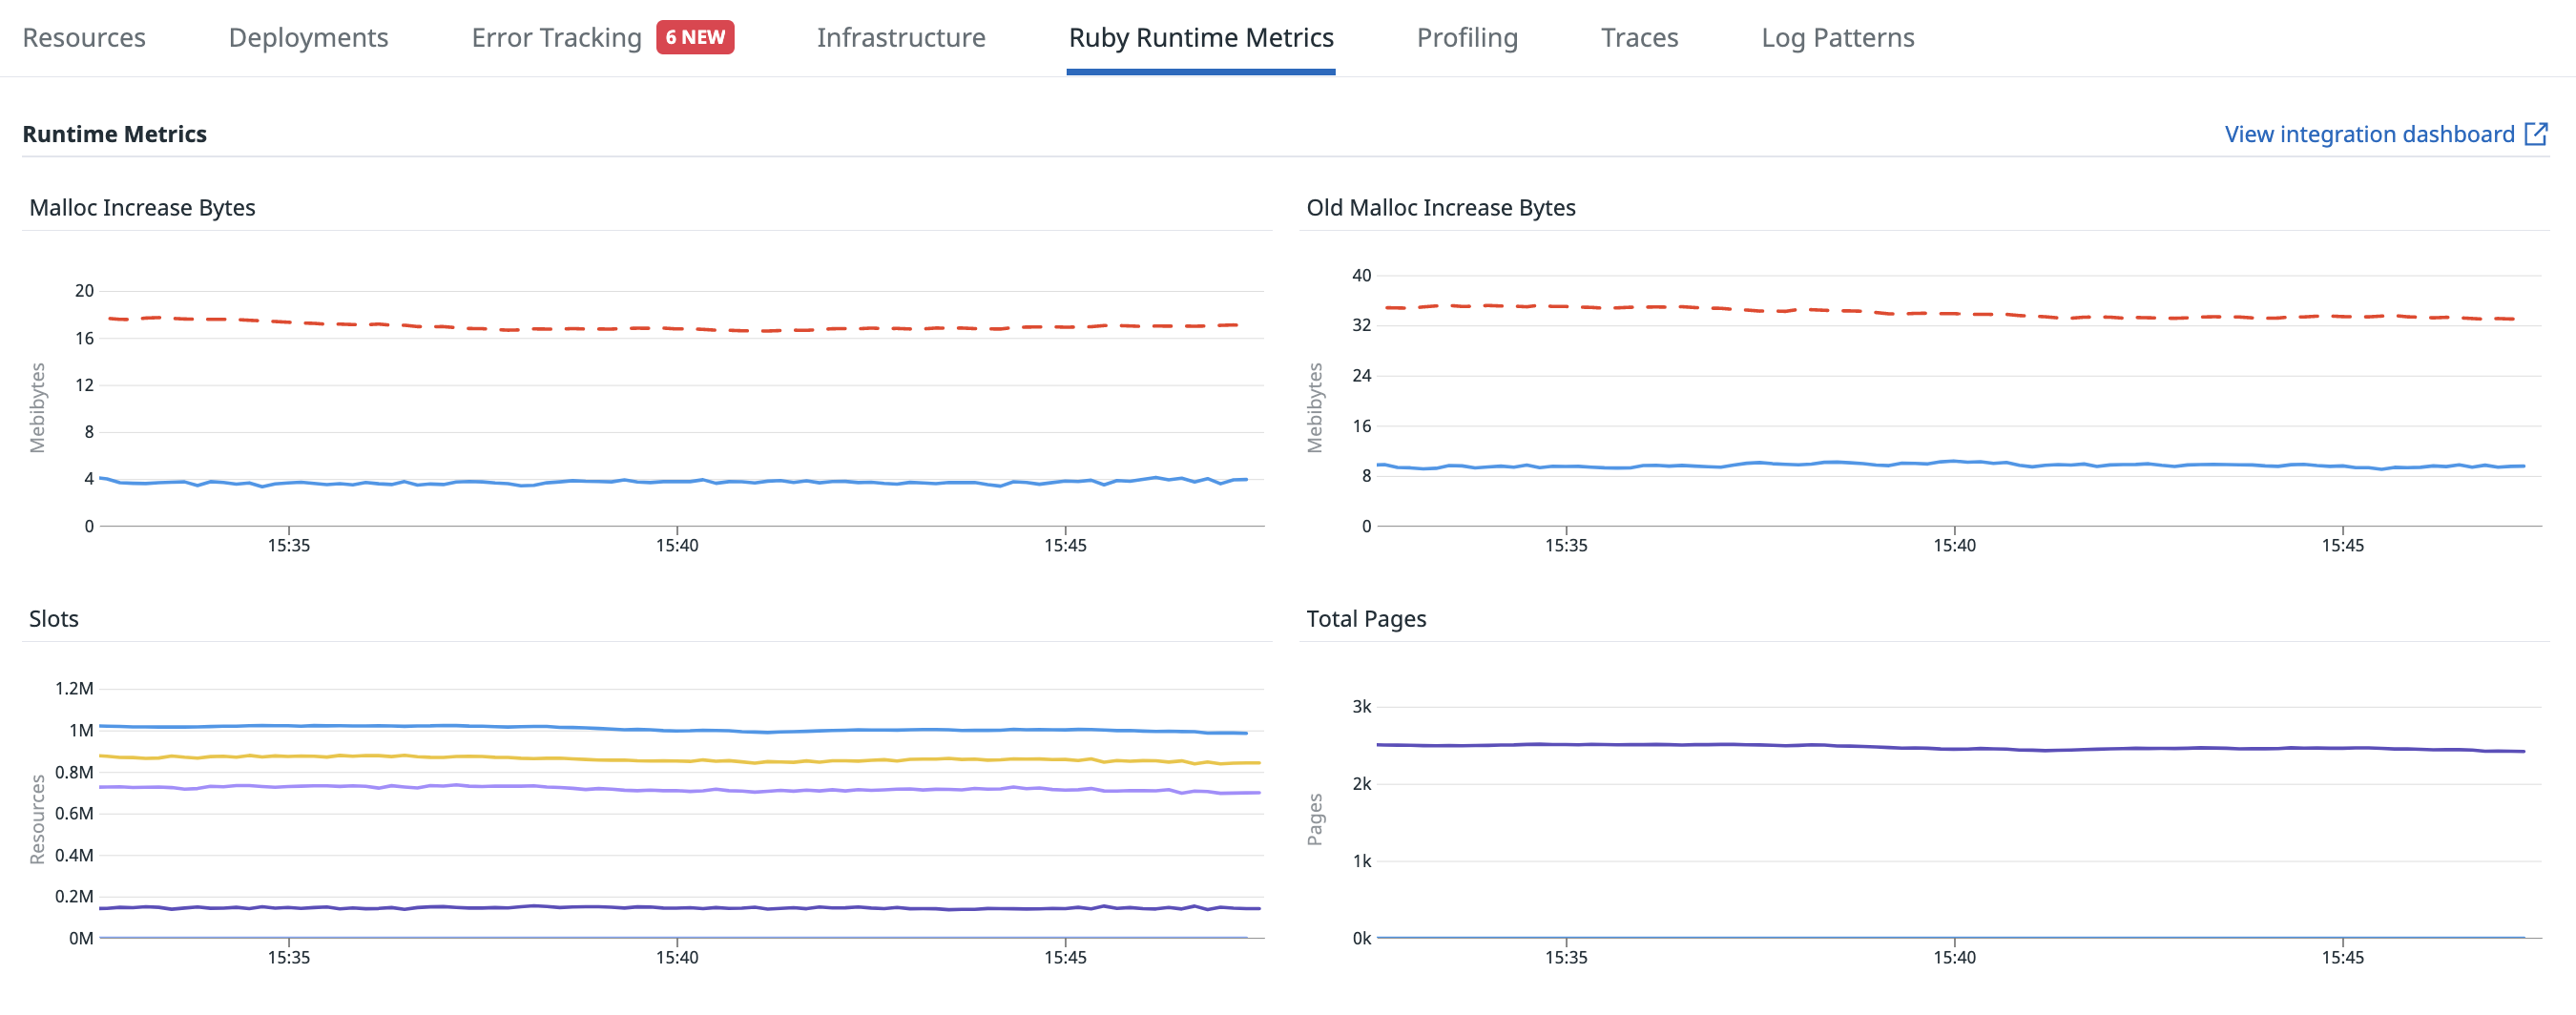 Resources Deployments Error Tracking 6 NEW Infrastructure Ruby Runtime Metrics Profiling Traces Log Patterns
Runtime Metrics View integration dashboard
Malloc Increase Bytes
Mebibytes
20
16
12
8
4
0
15:35 15:40 15:45
Old Malloc Increase Bytes
Mebibytes
40
32
24
16
8
0
15:35 15:40 15:45
Slots
Resources
1.2M
1M
0.8M
0.6M
0.4M
0.2M
0M
15:35 15:40 15:45
Total Pages
Pages
3k
2k
1k
0k
15:35 15:40 15:45